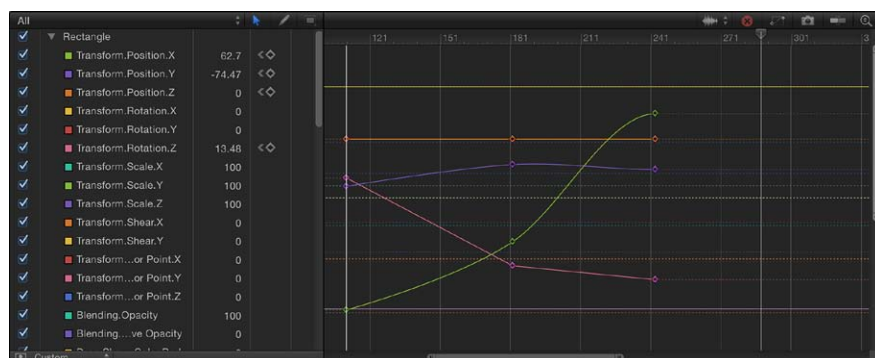 All
Rectangle
121 151 181 211 241 271 301 3
Transform.Position.X 62.7
Transform.Position.Y -74.47
Transform.Position.Z 0
Transform.Rotation.X 0
Transform.Rotation.Y 0
Transform.Rotation.Z 13.48
Transform.Scale.X 100
Transform.Scale.Y 100
Transform.Scale.Z 100
Transform.Shear.X 0
Transform.Shear.Y 0
Transform...or Point.X 0
Transform...or Point.Y 0
Transform...or Point.Z 0
Blending.Opacity 100
Blending....ve Opacity 0
Custom